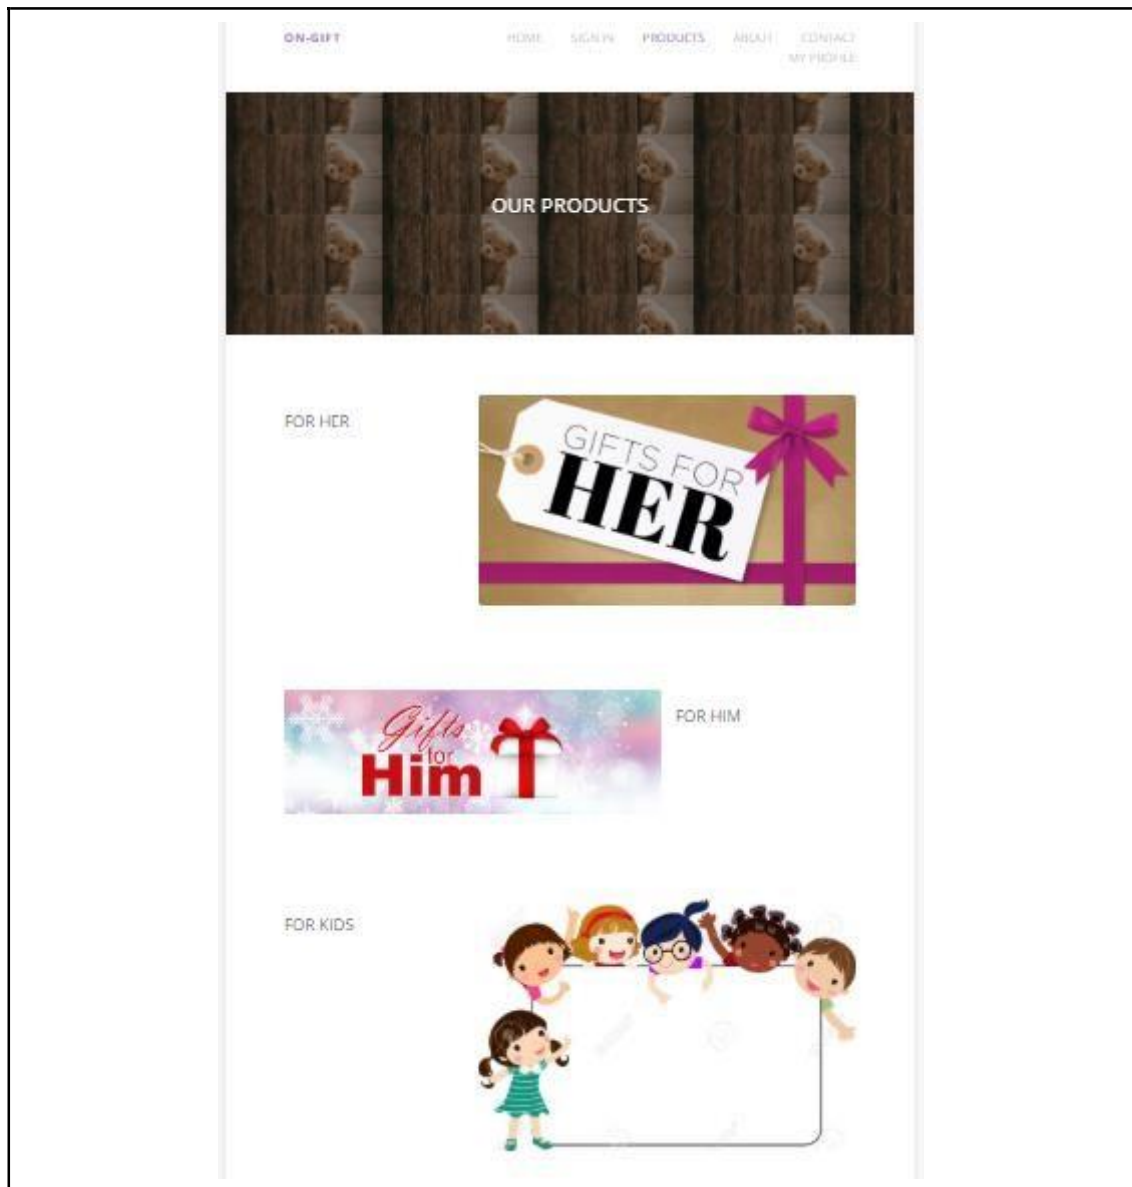 ON-GIFT HOME SIGN IN PRODUCTS ABOUT CONTACT
MY PROFILE
OUR PRODUCTS
FOR HER
GIFTS FOR
HER
Gifts
for
Him
FOR HIM
FOR KIDS